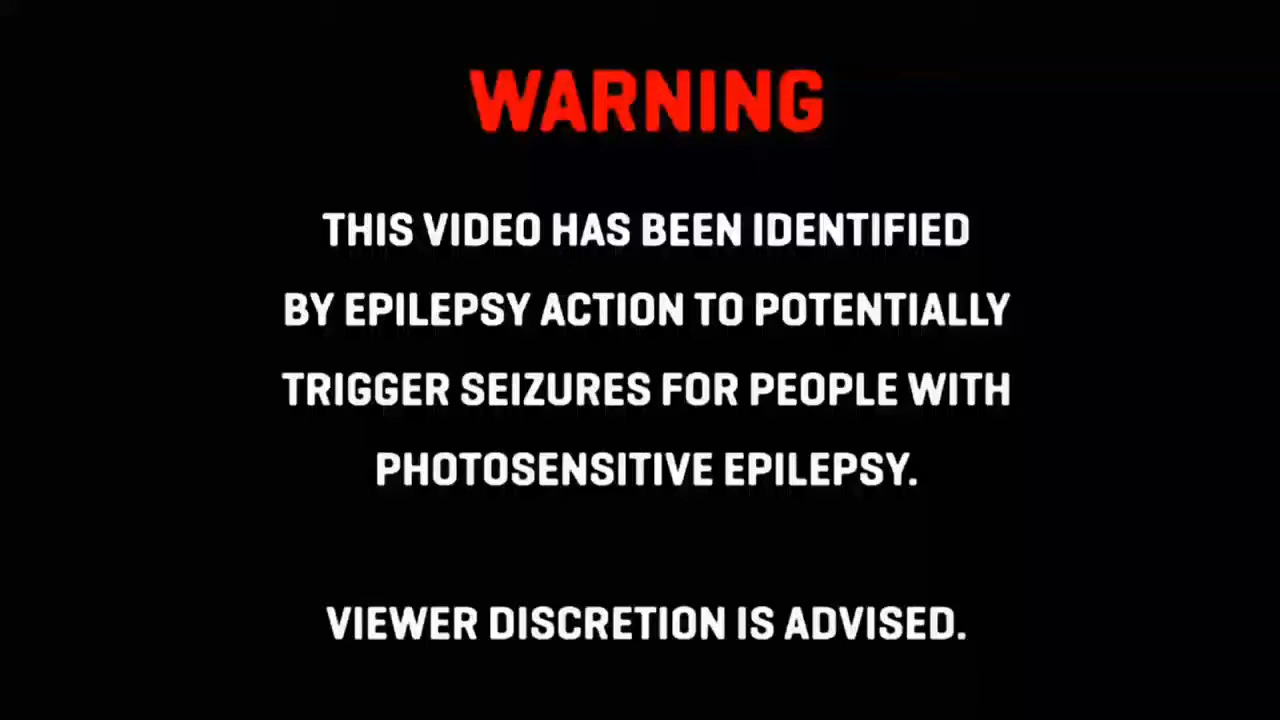 WARNING
THIS VIDEO HAS BEEN IDENTIFIED
BY EPILEPSY ACTION TO POTENTIALLY
TRIGGER SEIZURES FOR PEOPLE WITH
PHOTOSENSITIVE EPILEPSY.
VIEWER DISCRETION IS ADVISED.